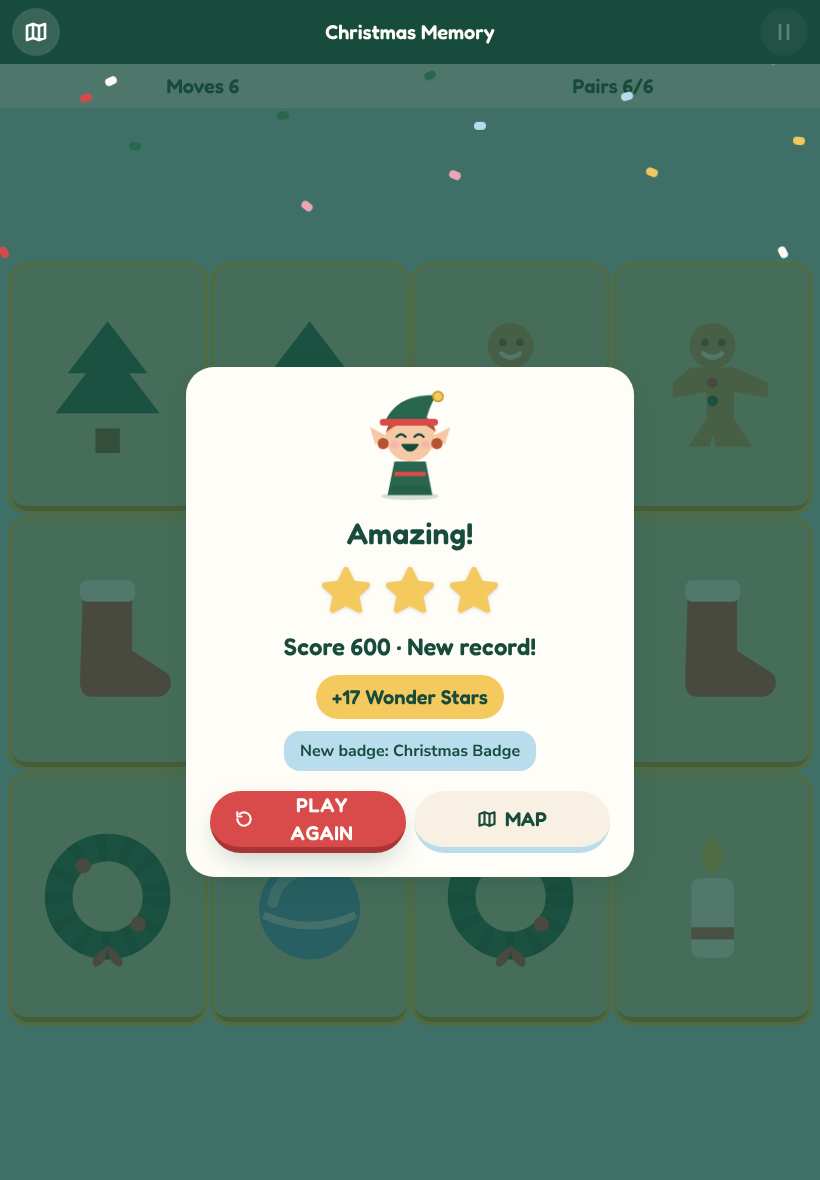 Christmas Memory
Moves 6
Pairs 6/6
Amazing!
Score 600 · New record!
+17 Wonder Stars
New badge: Christmas Badge
PLAY
AGAIN
MAP